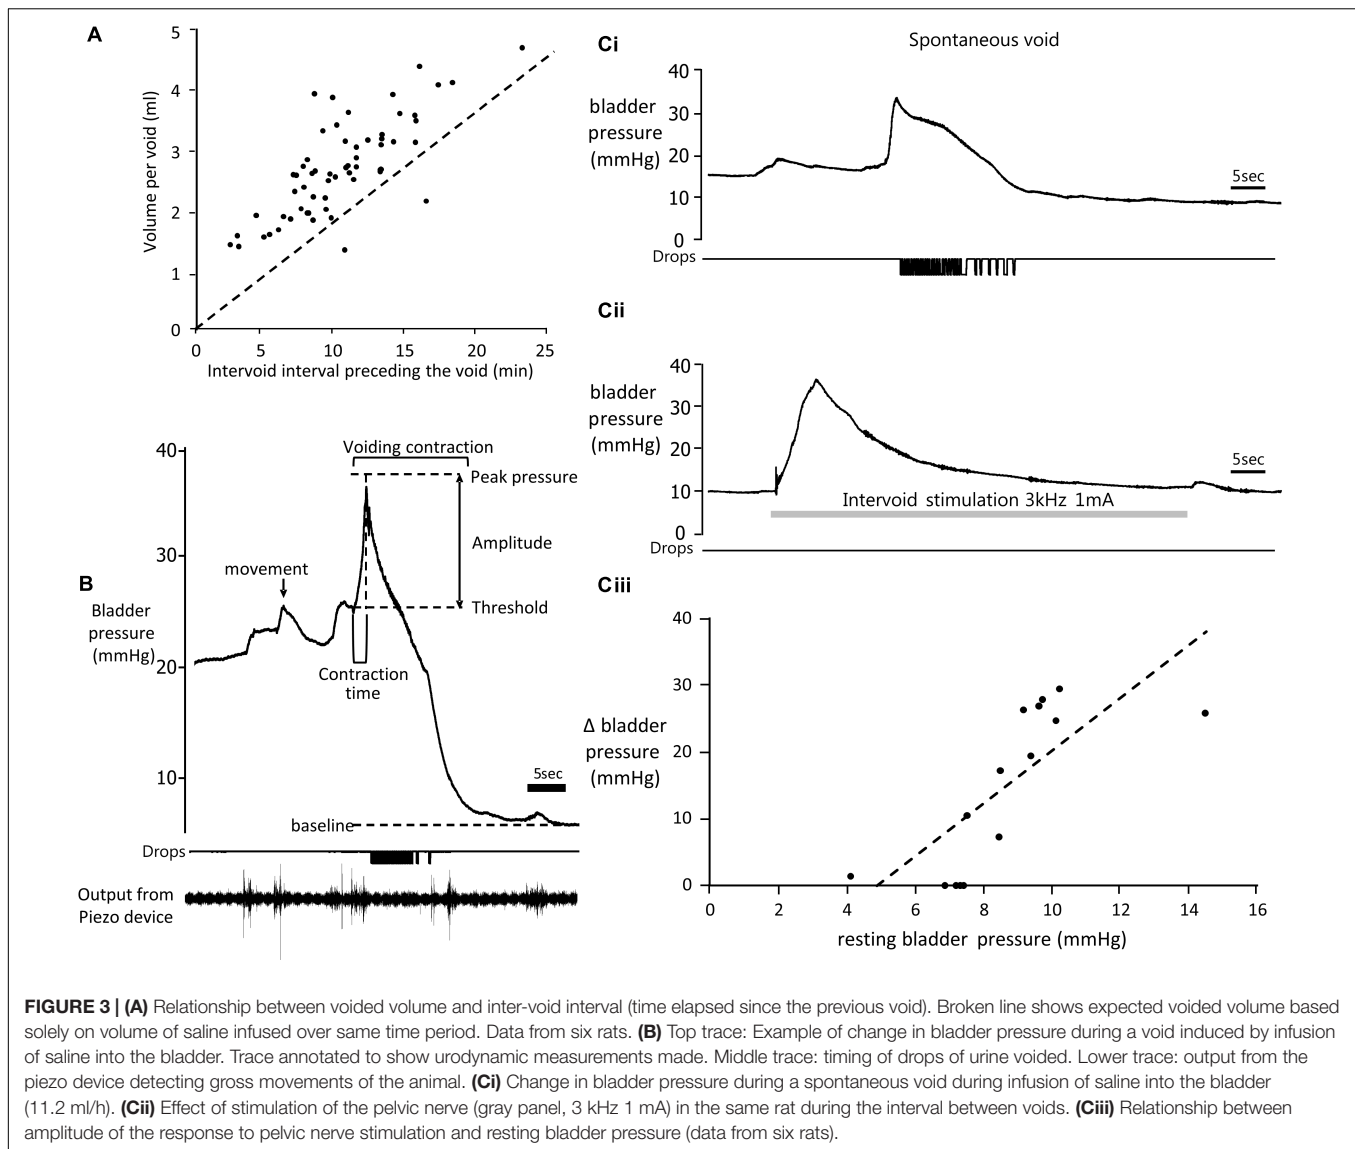 A
5
4
3
2
1
0
Volume per void (ml)
0 5 10 15 20 25
Intervoid interval preceding the void (min)
B
40
30
20
10
Bladder
pressure
(mmHg)
movement
Voiding contraction
Peak pressure
Amplitude
Threshold
Contraction
time
5sec
baseline
Drops
Output from
Piezo device
Ci
Spontaneous void
bladder
pressure
(mmHg)
40
30
20
10
0
5sec
Drops
Cii
bladder
pressure
(mmHg)
40
30
20
10
0
5sec
Intervoid stimulation 3kHz 1mA
Drops
Ciii
Δ bladder
pressure
(mmHg)
40
30
20
10
0
0 2 4 6 8 10 12 14 16
resting bladder pressure (mmHg)
FIGURE 3 | (A) Relationship between voided volume and inter-void interval (time elapsed since the previous void). Broken line shows expected voided volume based
solely on volume of saline infused over same time period. Data from six rats. (B) Top trace: Example of change in bladder pressure during a void induced by infusion
of saline into the bladder. Trace annotated to show urodynamic measurements made. Middle trace: timing of drops of urine voided. Lower trace: output from the
piezo device detecting gross movements of the animal. (Ci) Change in bladder pressure during a spontaneous void during infusion of saline into the bladder
(11.2 ml/h). (Cii) Effect of stimulation of the pelvic nerve (gray panel, 3 kHz 1 mA) in the same rat during the interval between voids. (Ciii) Relationship between
amplitude of the response to pelvic nerve stimulation and resting bladder pressure (data from six rats).